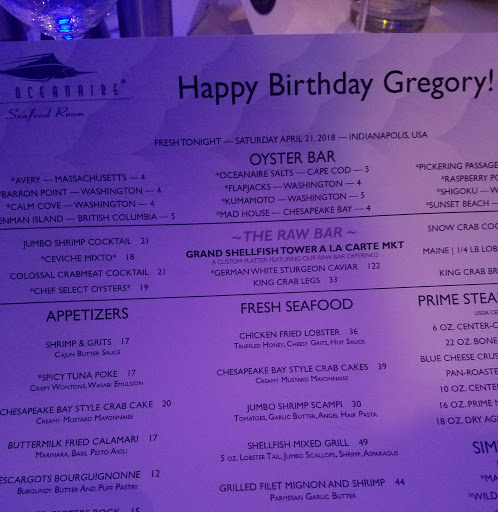 OCEANAIRE
Seafood Room
Happy Birthday Gregory!
FRESH TONIGHT — SATURDAY APRIL 21, 2018 — INDIANAPOLIS, USA
OYSTER BAR
*AVERY — MASSACHUSETTS — 4
BARRON POINT — WASHINGTON — 4
*CALM COVE — WASHINGTON — 4
ENMAN ISLAND — BRITISH COLUMBIA — 5
*OCEANAIRE SALTS — CAPE COD — 5
*FLAPJACKS — WASHINGTON — 4
*KUMAMOTO — WASHINGTON — 5
*MAD HOUSE — CHESAPEAKE BAY — 4
*PICKERING PASSAGE
*RASPBERRY PO
*SHIGOKU — W
*SUNSET BEACH —
~THE RAW BAR~
JUMBO SHRIMP COCKTAIL 21
*CEVICHE MIXTO* 18
COLOSSAL CRABMEAT COCKTAIL 21
*CHEF SELECT OYSTERS* 19
GRAND SHELLFISH TOWER A LA CARTE MKT
A CUSTOM PLATTER FEATURING OUR RAW BAR OFFERINGS
*GERMAN WHITE STURGEON CAVIAR 122
KING CRAB LEGS 33
SNOW CRAB COC
MAINE | 1/4 LB LOB
KING CRAB BR
APPETIZERS
SHRIMP & GRITS 17
CAJUN BUTTER SAUCE
*SPICY TUNA POKE 17
CRISPY WONTONS, WASABI EMULSION
CHESAPEAKE BAY STYLE CRAB CAKE 20
CREAMY MUSTARD MAYONNAISE
BUTTERMILK FRIED CALAMARI 17
MARINARA, BASIL PESTO AIOLI
ESCARGOTS BOURGUIGNONNE 12
BURGUNDY BUTTER AND PUFF PASTRY
ROCK 15
FRESH SEAFOOD
CHICKEN FRIED LOBSTER 36
TRUFFLED HONEY, CHEESY GRITS, HOT SAUCE
CHESAPEAKE BAY STYLE CRAB CAKES 39
CREAMY MUSTARD MAYONNAISE
JUMBO SHRIMP SCAMPI 30
TOMATOES, GARLIC BUTTER, ANGEL HAIR PASTA
SHELLFISH MIXED GRILL 49
5 OZ. LOBSTER TAIL, JUMBO SCALLOPS, SHRIMP, ASPARAGUS
GRILLED FILET MIGNON AND SHRIMP 44
PARMESAN GARLIC BUTTER
PRIME STEA
USDA CE
6 OZ. CENTER-C
22 OZ. BONE
BLUE CHEESE CRUS
PAN-ROASTE
10 OZ. CENTER
16 OZ. PRIME N
18 OZ. DRY AG
SIM
*MA
*WILD